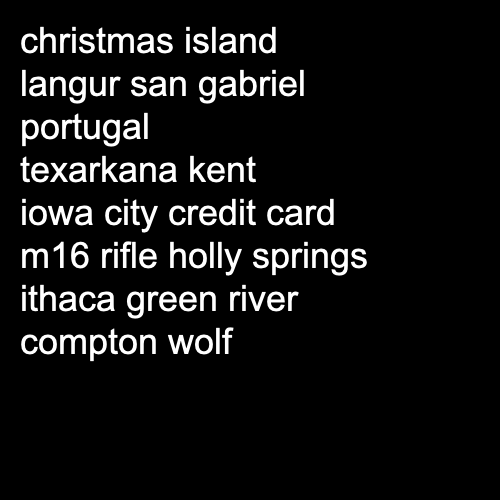 christmas island
langur san gabriel
portugal
texarkana kent
iowa city credit card
m16 rifle holly springs
ithaca green river
compton wolf